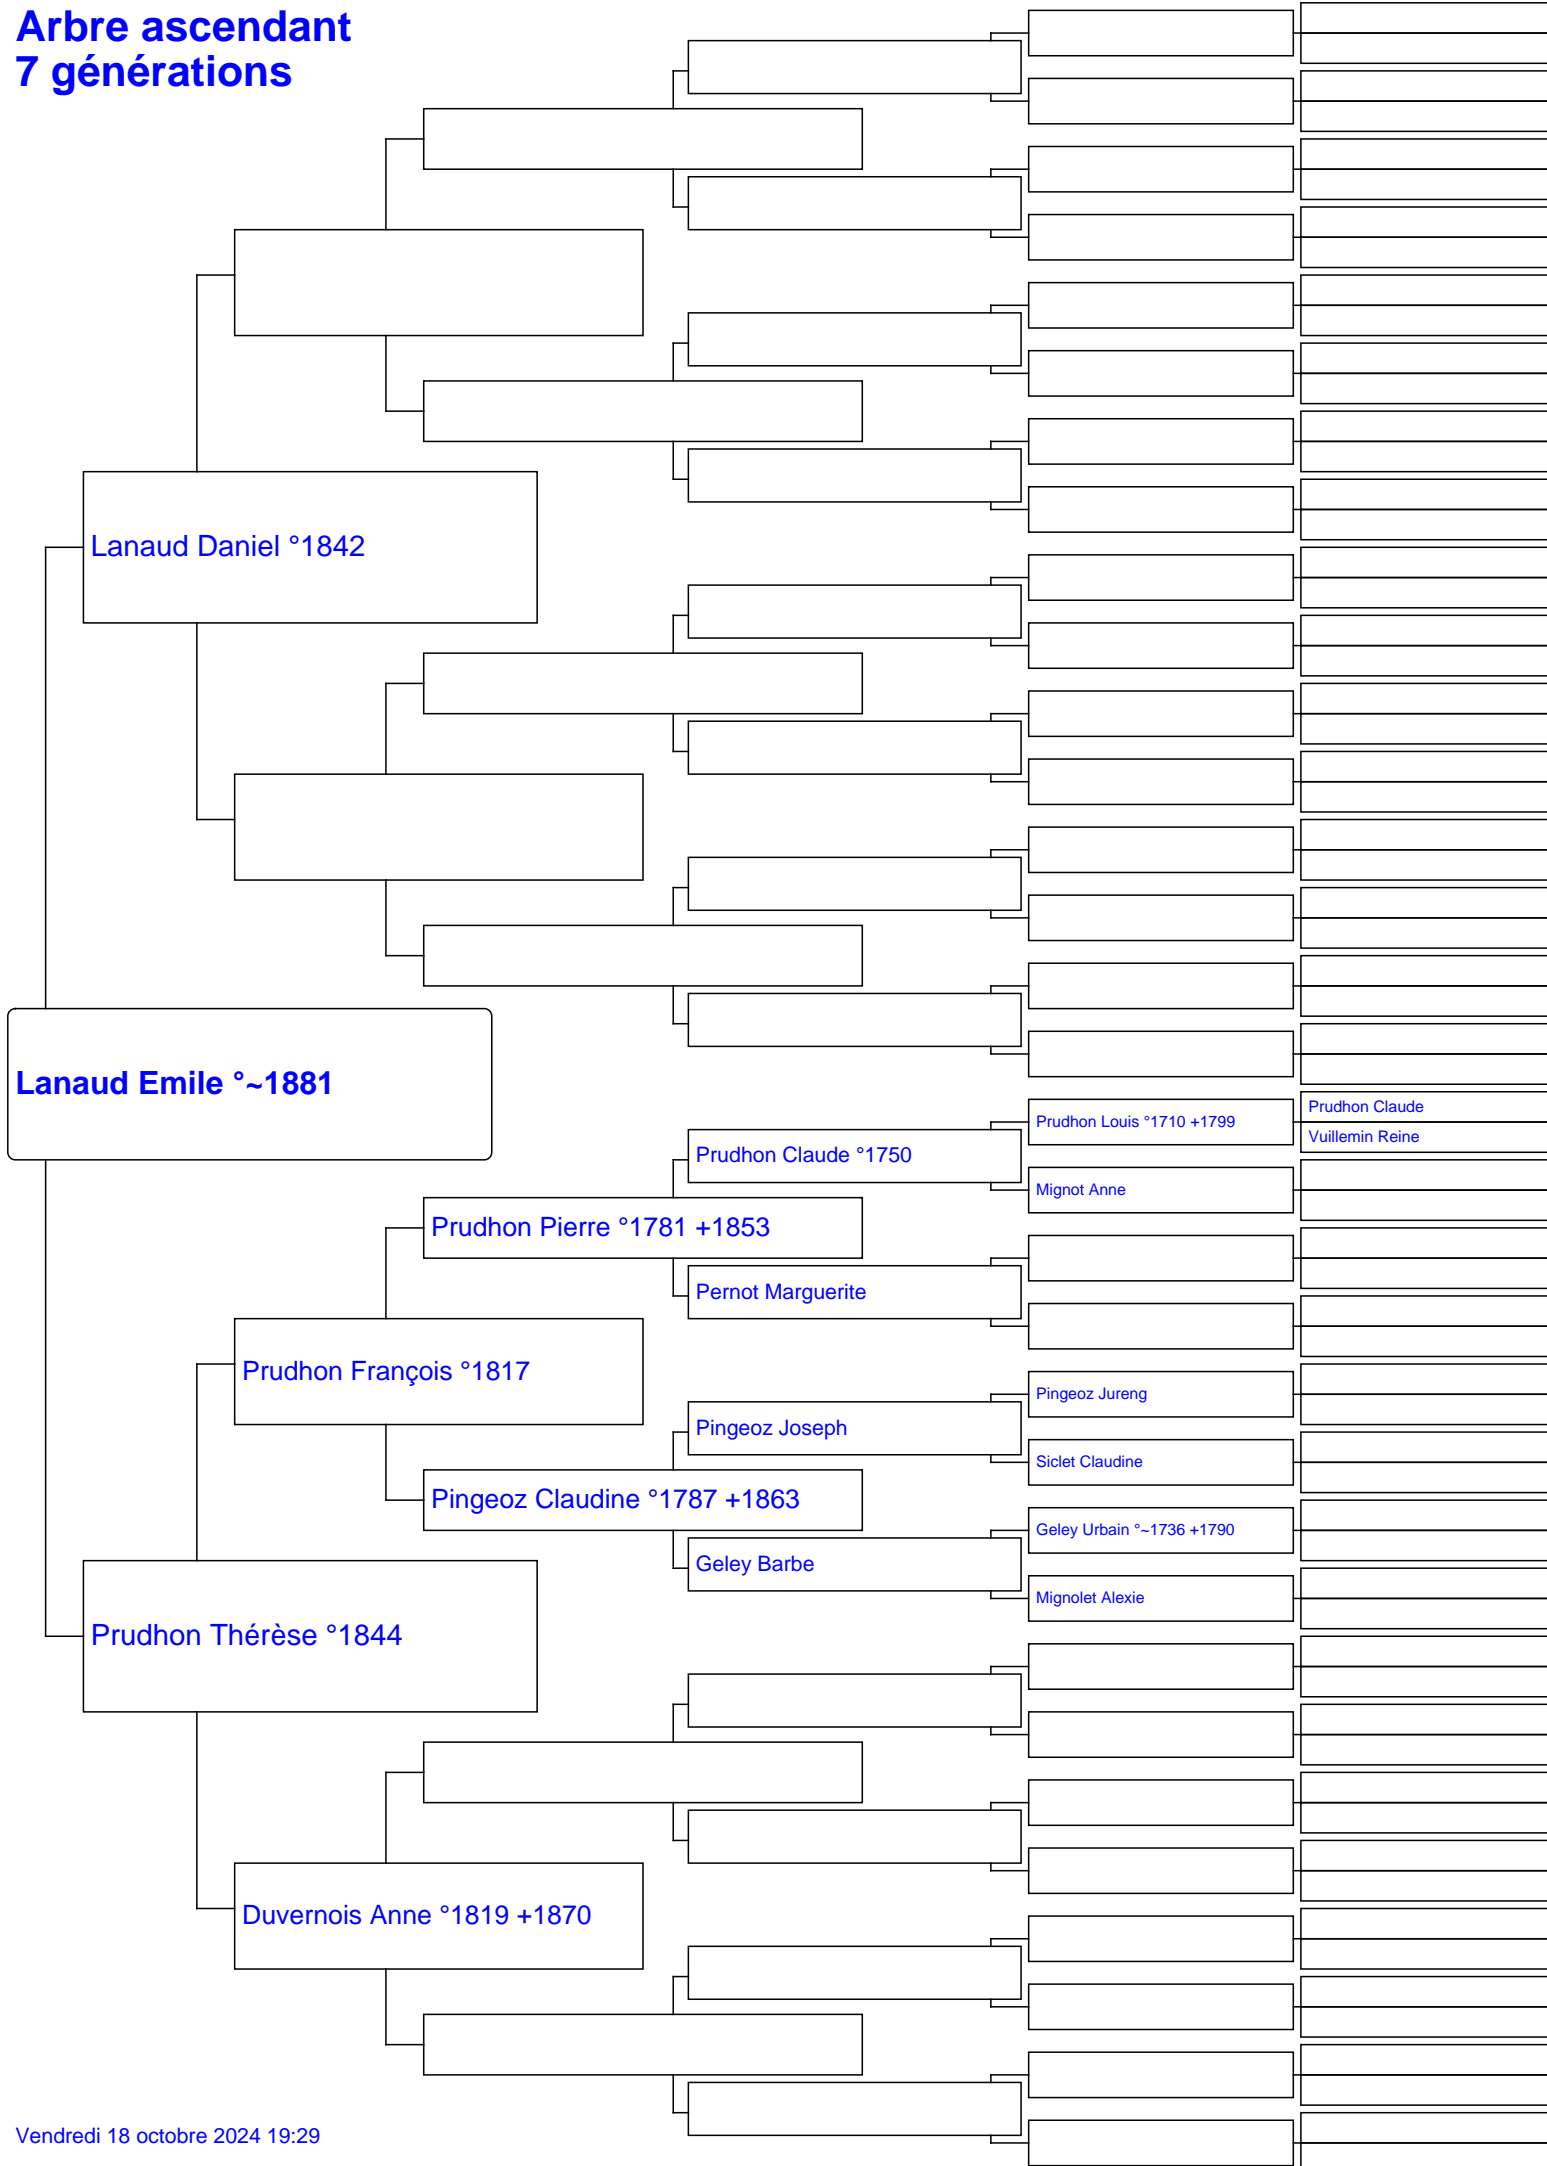 Arbre ascendant
7 générations
Lanaud Daniel °1842
Lanaud Emile °~1881
Prudhon Louis °1710 +1799
Prudhon Claude
Vuillemin Reine
Prudhon Claude °1750
Mignot Anne
Prudhon Pierre °1781 +1853
Pernot Marguerite
Prudhon François °1817
Pingeoz Jureng
Pingeoz Joseph
Siclet Claudine
Pingeoz Claudine °1787 +1863
Geley Urbain °~1736 +1790
Geley Barbe
Mignolet Alexie
Prudhon Thérèse °1844
Duvernois Anne °1819 +1870
Vendredi 18 octobre 2024 19:29